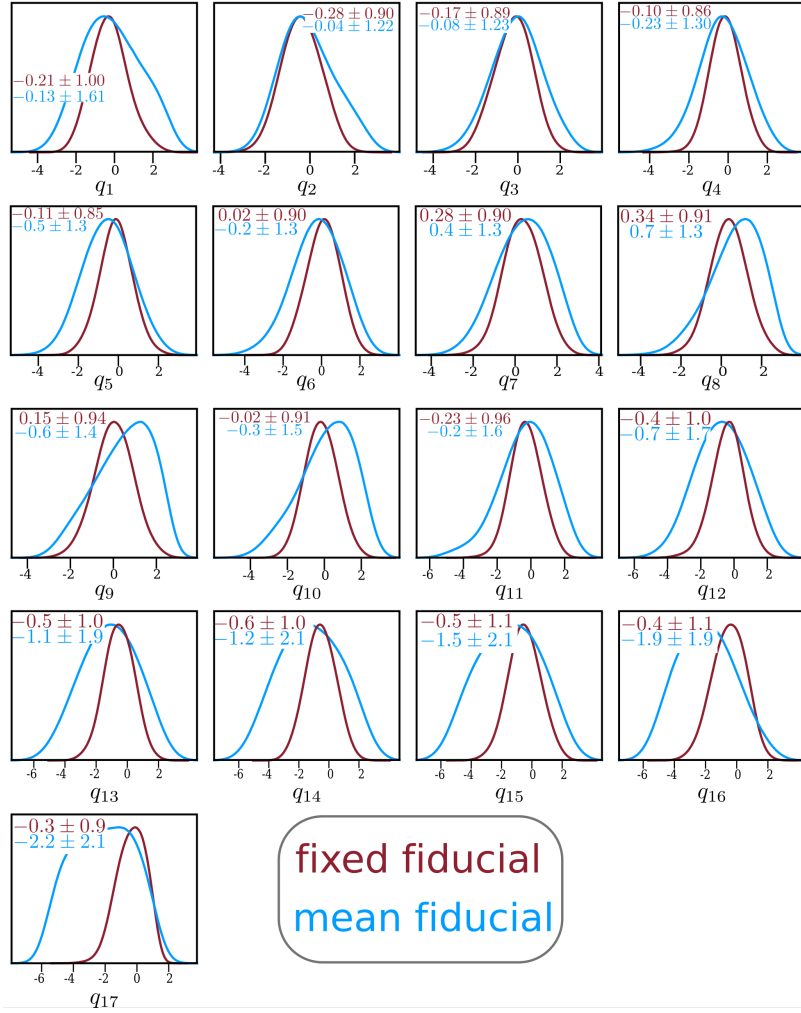 −0.21 ± 1.00
−0.13 ± 1.61
-4 -2 0 2
q1
−0.28 ± 0.90
−0.04 ± 1.22
-4 -2 0 2
q2
−0.17 ± 0.89
−0.08 ± 1.23
-4 -2 0 2
q3
−0.10 ± 0.86
−0.23 ± 1.30
-4 -2 0 2
q4
−0.11 ± 0.85
−0.5 ± 1.3
-4 -2 0 2
q5
0.02 ± 0.90
−0.2 ± 1.3
-4 -2 0 2
q6
0.28 ± 0.90
0.4 ± 1.3
-4 -2 0 2 4
q7
0.34 ± 0.91
0.7 ± 1.3
-4 -2 0 2
q8
0.15 ± 0.94
−0.6 ± 1.4
-4 -2 0 2
q9
−0.02 ± 0.91
−0.3 ± 1.5
-4 -2 0 2
q10
−0.23 ± 0.96
−0.2 ± 1.6
-6 -4 -2 0 2
q11
−0.4 ± 1.0
−0.7 ± 1.7
-6 -4 -2 0 2
q12
−0.5 ± 1.0
−1.1 ± 1.9
-6 -4 -2 0 2
q13
−0.6 ± 1.0
−1.2 ± 2.1
-6 -4 -2 0 2
q14
−0.5 ± 1.1
−1.5 ± 2.1
-6 -4 -2 0 2
q15
−0.4 ± 1.1
−1.9 ± 1.9
-6 -4 -2 0 2
q16
−0.3 ± 0.9
−2.2 ± 2.1
-6 -4 -2 0 2
q17
fixed fiducial
mean fiducial